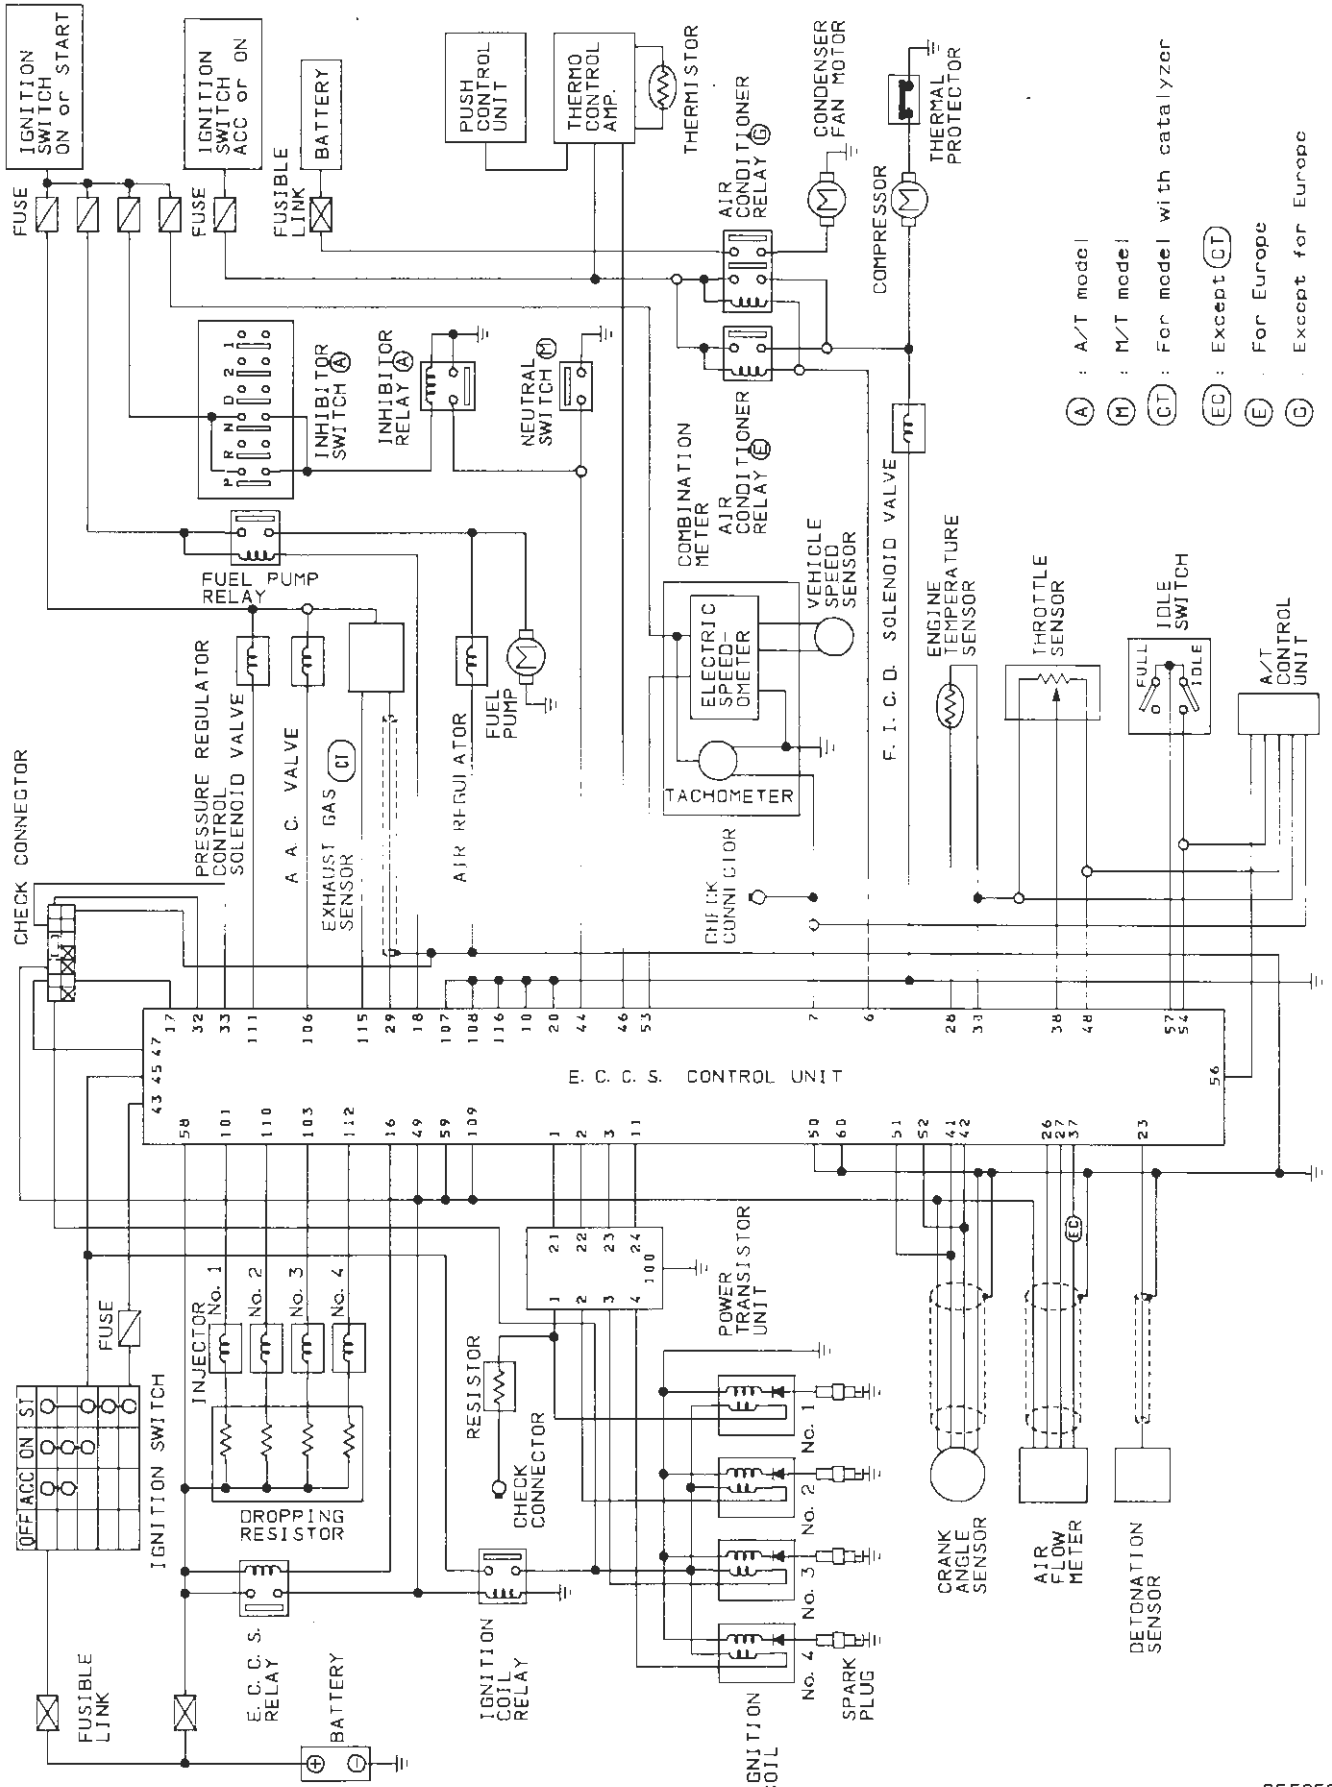 IGNITION
SWITCH
ON or START
IGNITION
SWITCH
ACC or ON
BATTERY
PUSH
CONTROL
UNIT
THERMO
CONTROL
AMP.
THERMISTOR
CONDENSER
FAN MOTOR
THERMAL
PROTECTOR
FUSE
FUSE
FUSIBLE
LINK
AIR
CONDITIONER
RELAY G
M
M
COMPRESSOR
P R N D 2 1
INHIBITOR
SWITCH A
INHIBITOR
RELAY A
NEUTRAL
SWITCH M
COMBINATION
METER
AIR
CONDITIONER
RELAY E
A : A/T model
M : M/T model
CT : For model with catalyzer
EC : Except CT
E . For Europe
G . Except for Europe
FUEL PUMP
RELAY
PRESSURE REGULATOR
CONTROL
SOLENOID VALVE
A A C. VALVE
EXHAUST GAS
SENSOR
CT
AIR REGULATOR
M
FUEL
PUMP
ELECTRIC
SPEED-
OMETER
TACHOMETER
VEHICLE
SPEED
SENSOR
F. I. C. D. SOLENOID VALVE
ENGINE
TEMPERATURE
SENSOR
THROTTLE
SENSOR
FULL
IDLE
IDLE
SWITCH
A/T
CONTROL
UNIT
CHECK CONNECTOR
CHECK
CONNECTOR
43 45 47
17 32 33 111 106 115 29 18 107 108 116 10 20 44 46 53 7 6 28 30 38 48 57 54
E. C. C. S. CONTROL UNIT
56
58 101 110 103 112 16 49 59 109 1 2 3 11 50 60 51 52 41 42 26 27 37 23
OFF ACC ON ST
IGNITION SWITCH
FUSE
INJECTOR
No. 1
No. 2
No. 3
No. 4
DROPPING
RESISTOR
RESISTOR
CHECK
CONNECTOR
21 22 23 24
100
1 2 3 4
POWER
TRANSISTOR
UNIT
EC
FUSIBLE
LINK
E. C. C. S.
RELAY
BATTERY
IGNITION
COIL
RELAY
No. 4
No. 3
No. 2
No. 1
SPARK
PLUG
CRANK
ANGLE
SENSOR
AIR
FLOW
METER
DETONATION
SENSOR